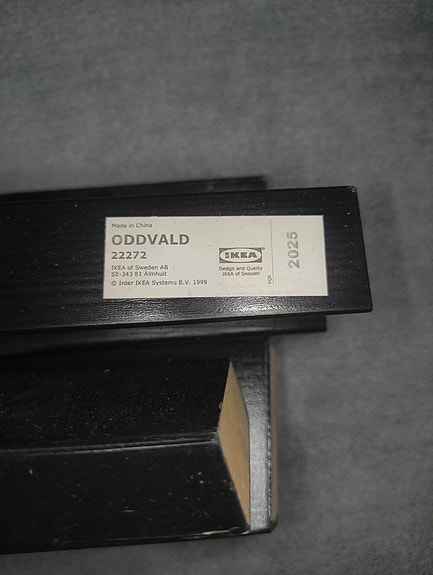 Made in China
ODDVALD
22272
IKEA of Sweden AB
SE-343 81 Älmhult
© Inter IKEA Systems B.V. 1999
IKEA
Design and Quality
IKEA of Sweden
PQR
2025